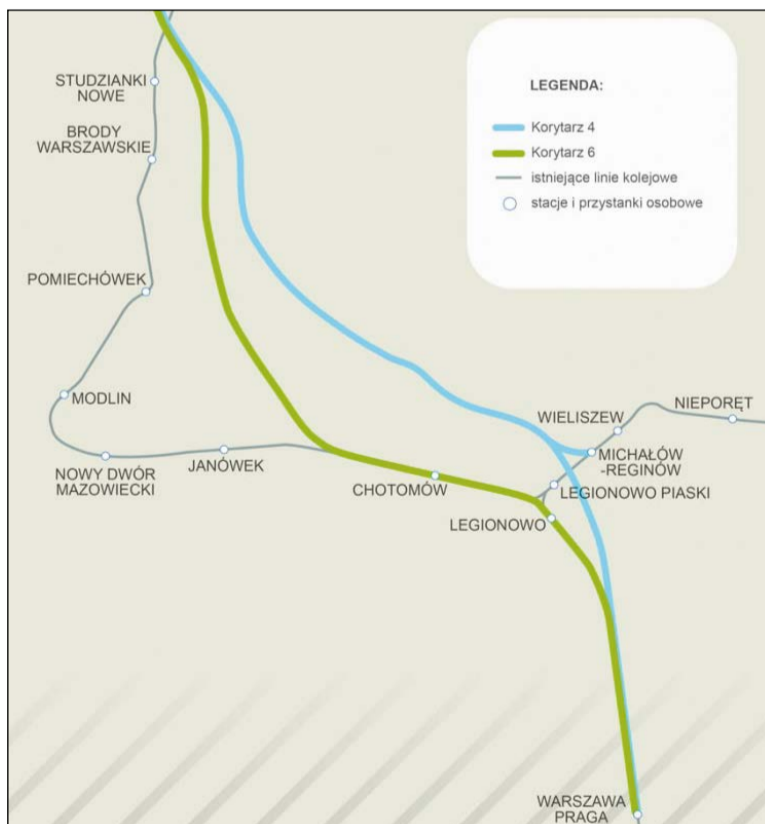 LEGENDA:
Korytarz 4
Korytarz 6
istniejące linie kolejowe
stacje i przystanki osobowe
STUDZIANKI
NOWE
BRODY
WARSZAWSKIE
POMIECHÓWEK
MODLIN
NOWY DWÓR
MAZOWIECKI
JANÓWEK
CHOTOMÓW
NIEPORĘT
WIELISZEW
MICHAŁÓW
-REGINÓW
LEGIONOWO PIASKI
LEGIONOWO
WARSZAWA
PRAGA